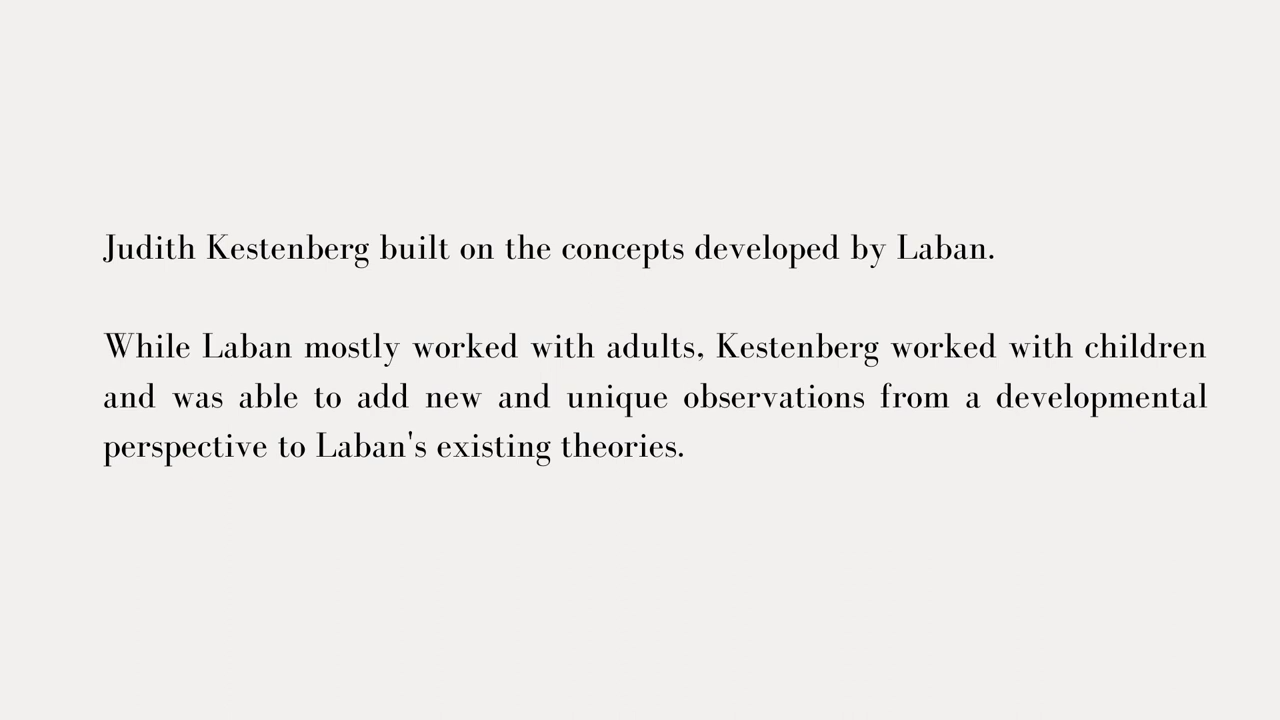 Judith Kestenberg built on the concepts developed by Laban.
While Laban mostly worked with adults, Kestenberg worked with children
and was able to add new and unique observations from a developmental
perspective to Laban's existing theories.